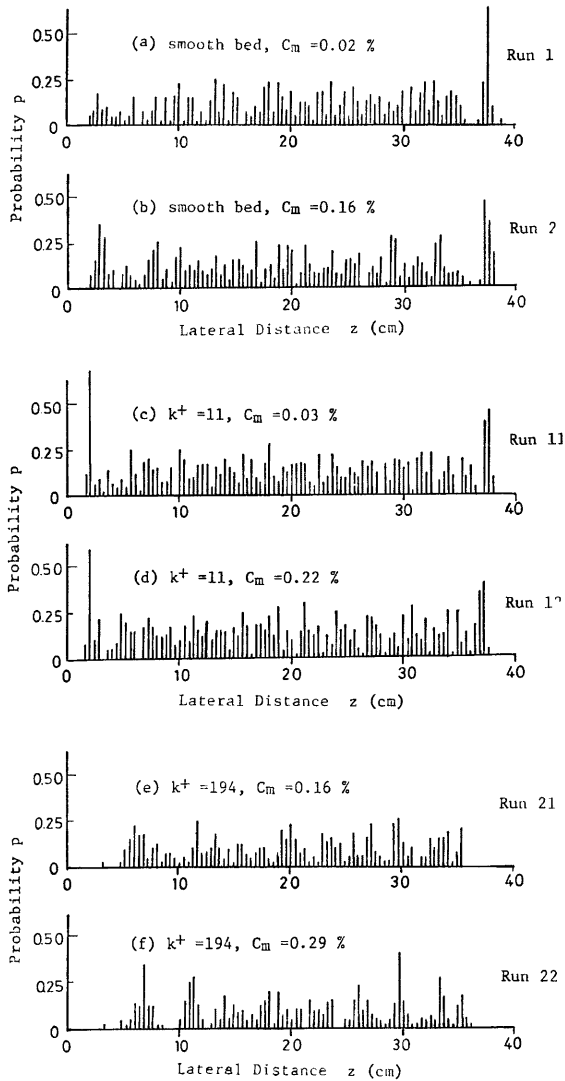 0.50
(a) smooth bed, Cm =0.02 %
Run 1
0.25
0
0 10 20 30 40
Probability p
(b) smooth bed, Cm =0.16 %
Run 2
0.50
0.25
0
0 10 20 30 40
Lateral Distance z (cm)
(c) k+ =11, Cm =0.03 %
Run 11
0.50
0.25
0
0 10 20 30 40
Probability p
(d) k+ =11, Cm =0.22 %
Run
0.50
0.25
0
0 10 20 30 40
Lateral Distance z (cm)
0.50
(e) k+ =194, Cm =0.16 %
Run 21
0.25
0
0 10 20 30 40
Probability p
(f) k+ =194, Cm =0.29 %
Run 22
0.50
0.25
0
0 10 20 30 40
Lateral Distance z (cm)